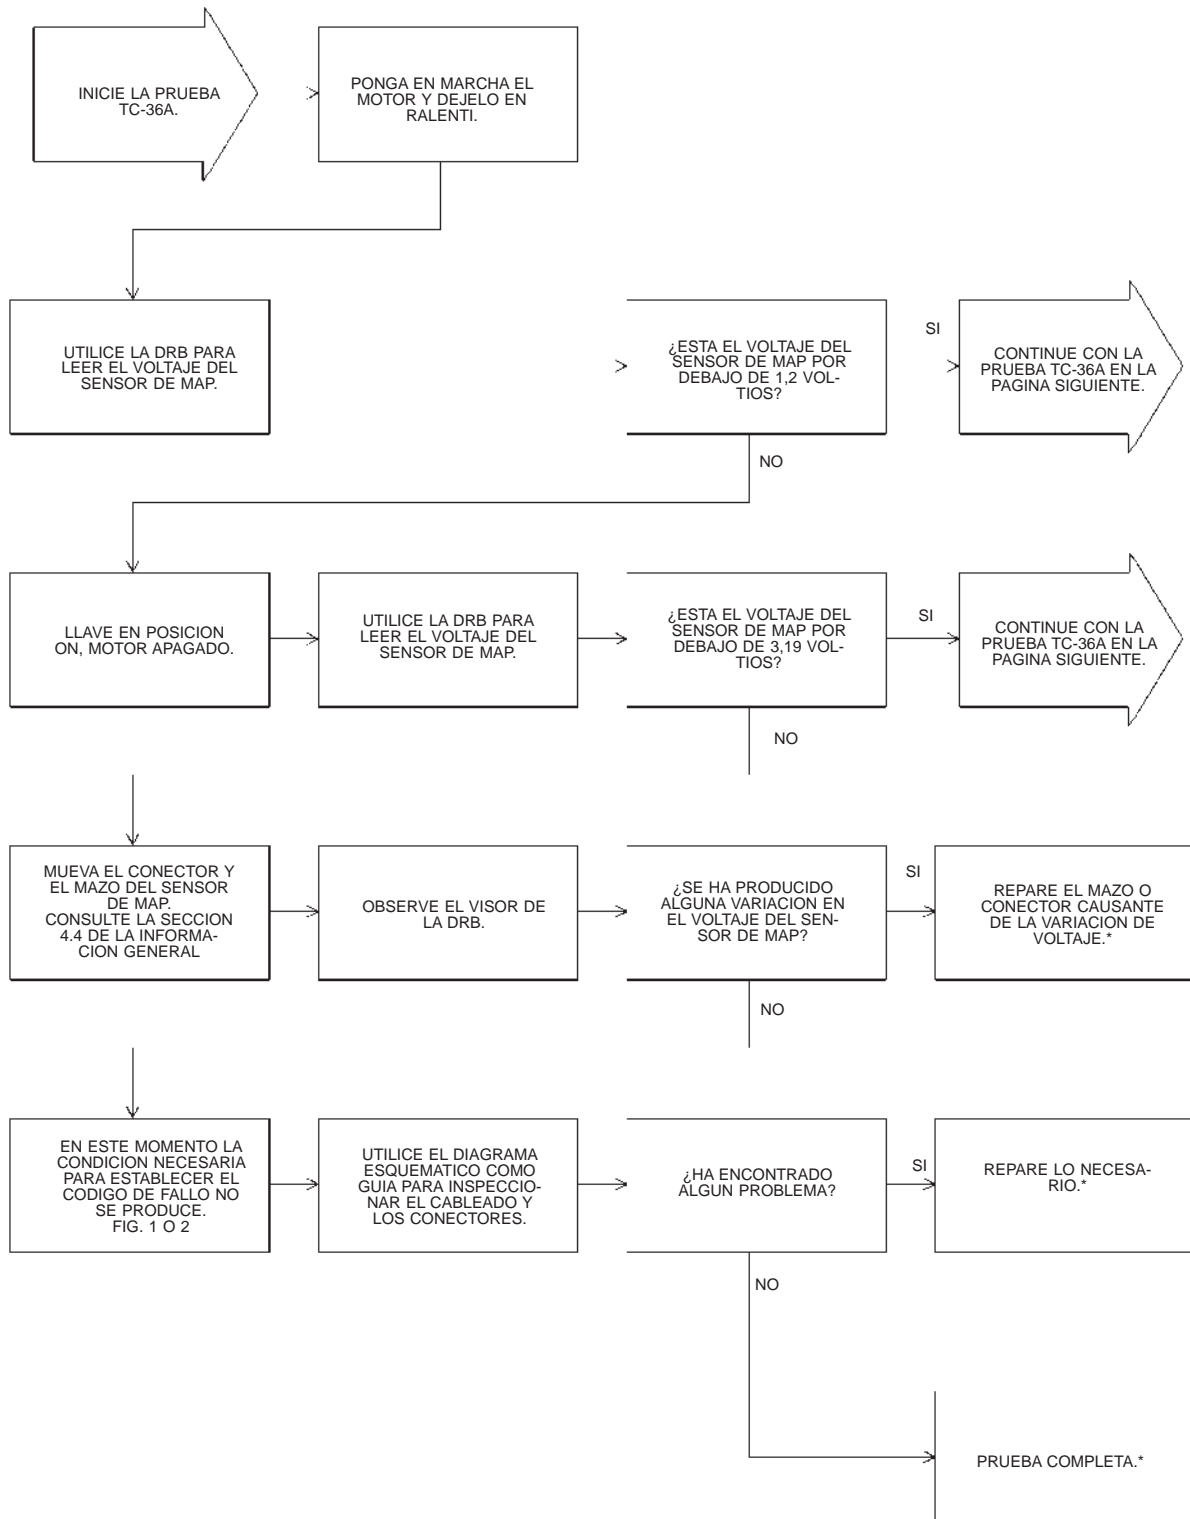 INICIE LA PRUEBA
TC-36A.
PONGA EN MARCHA EL
MOTOR Y DEJELO EN
RALENTI.
UTILICE LA DRB PARA
LEER EL VOLTAJE DEL
SENSOR DE MAP.
¿ESTA EL VOLTAJE DEL
SENSOR DE MAP POR
DEBAJO DE 1,2 VOL-
TIOS?
SI
CONTINUE CON LA
PRUEBA TC-36A EN LA
PAGINA SIGUIENTE.
NO
LLAVE EN POSICION
ON, MOTOR APAGADO.
UTILICE LA DRB PARA
LEER EL VOLTAJE DEL
SENSOR DE MAP.
¿ESTA EL VOLTAJE DEL
SENSOR DE MAP POR
DEBAJO DE 3,19 VOL-
TIOS?
SI
CONTINUE CON LA
PRUEBA TC-36A EN LA
PAGINA SIGUIENTE.
NO
MUEVA EL CONECTOR Y
EL MAZO DEL SENSOR
DE MAP.
CONSULTE LA SECCION
4.4 DE LA INFORMA-
CION GENERAL
OBSERVE EL VISOR DE
LA DRB.
¿SE HA PRODUCIDO
ALGUNA VARIACION EN
EL VOLTAJE DEL SEN-
SOR DE MAP?
SI
REPARE EL MAZO O
CONECTOR CAUSANTE
DE LA VARIACION DE
VOLTAJE.*
NO
EN ESTE MOMENTO LA
CONDICION NECESARIA
PARA ESTABLECER EL
CODIGO DE FALLO NO
SE PRODUCE.
FIG. 1 O 2
UTILICE EL DIAGRAMA
ESQUEMATICO COMO
GUIA PARA INSPECCIO-
NAR EL CABLEADO Y
LOS CONECTORES.
¿HA ENCONTRADO
ALGUN PROBLEMA?
SI
REPARE LO NECESA-
RIO.*
NO
PRUEBA COMPLETA.*